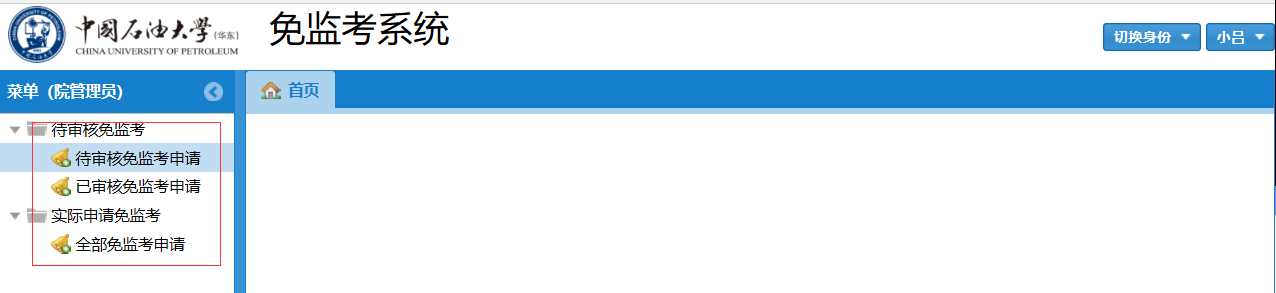 中国石油大学(华东)
CHINA UNIVERSITY OF PETROLEUM
免监考系统
切换身份
小吕
菜单（院管理员）
首页
待审核免监考
待审核免监考申请
已审核免监考申请
实际申请免监考
全部免监考申请